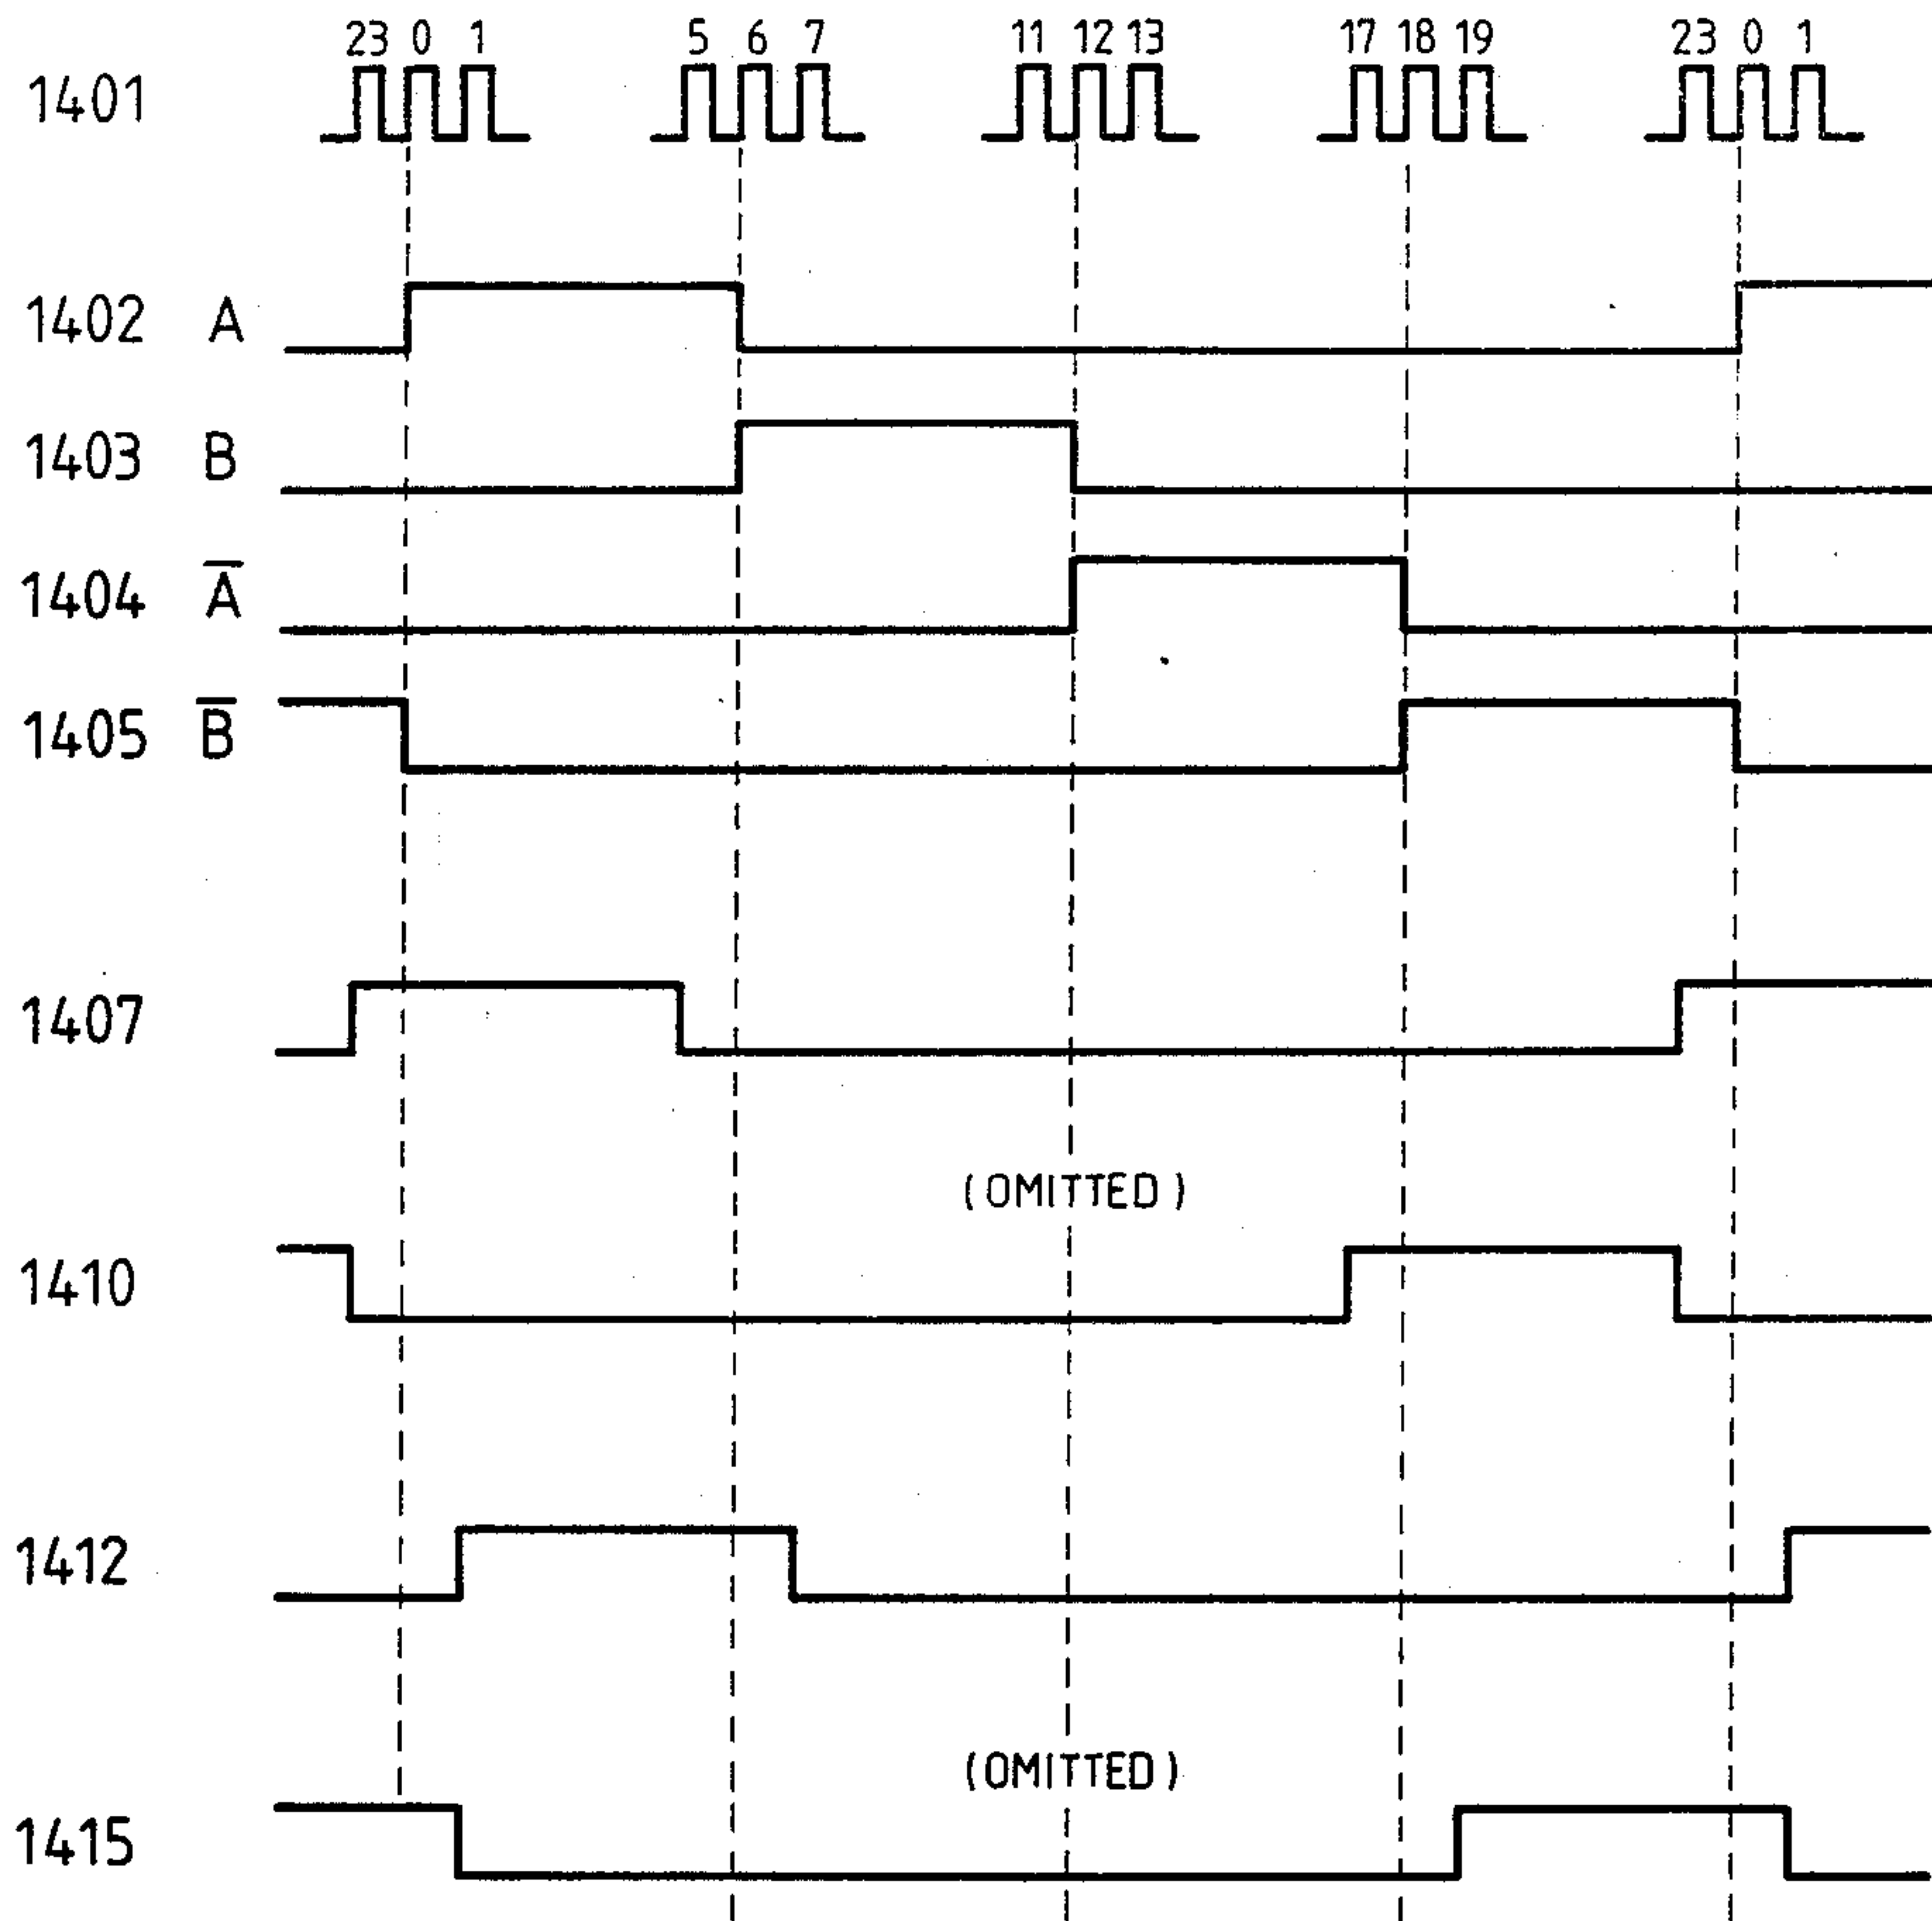 23 0 1 5 6 7 11 12 13 17 18 19 23 0 1
1401
1402 A
1403 B
1404 A̅
1405 B̅
1407
(OMITTED)
1410
1412
(OMITTED)
1415